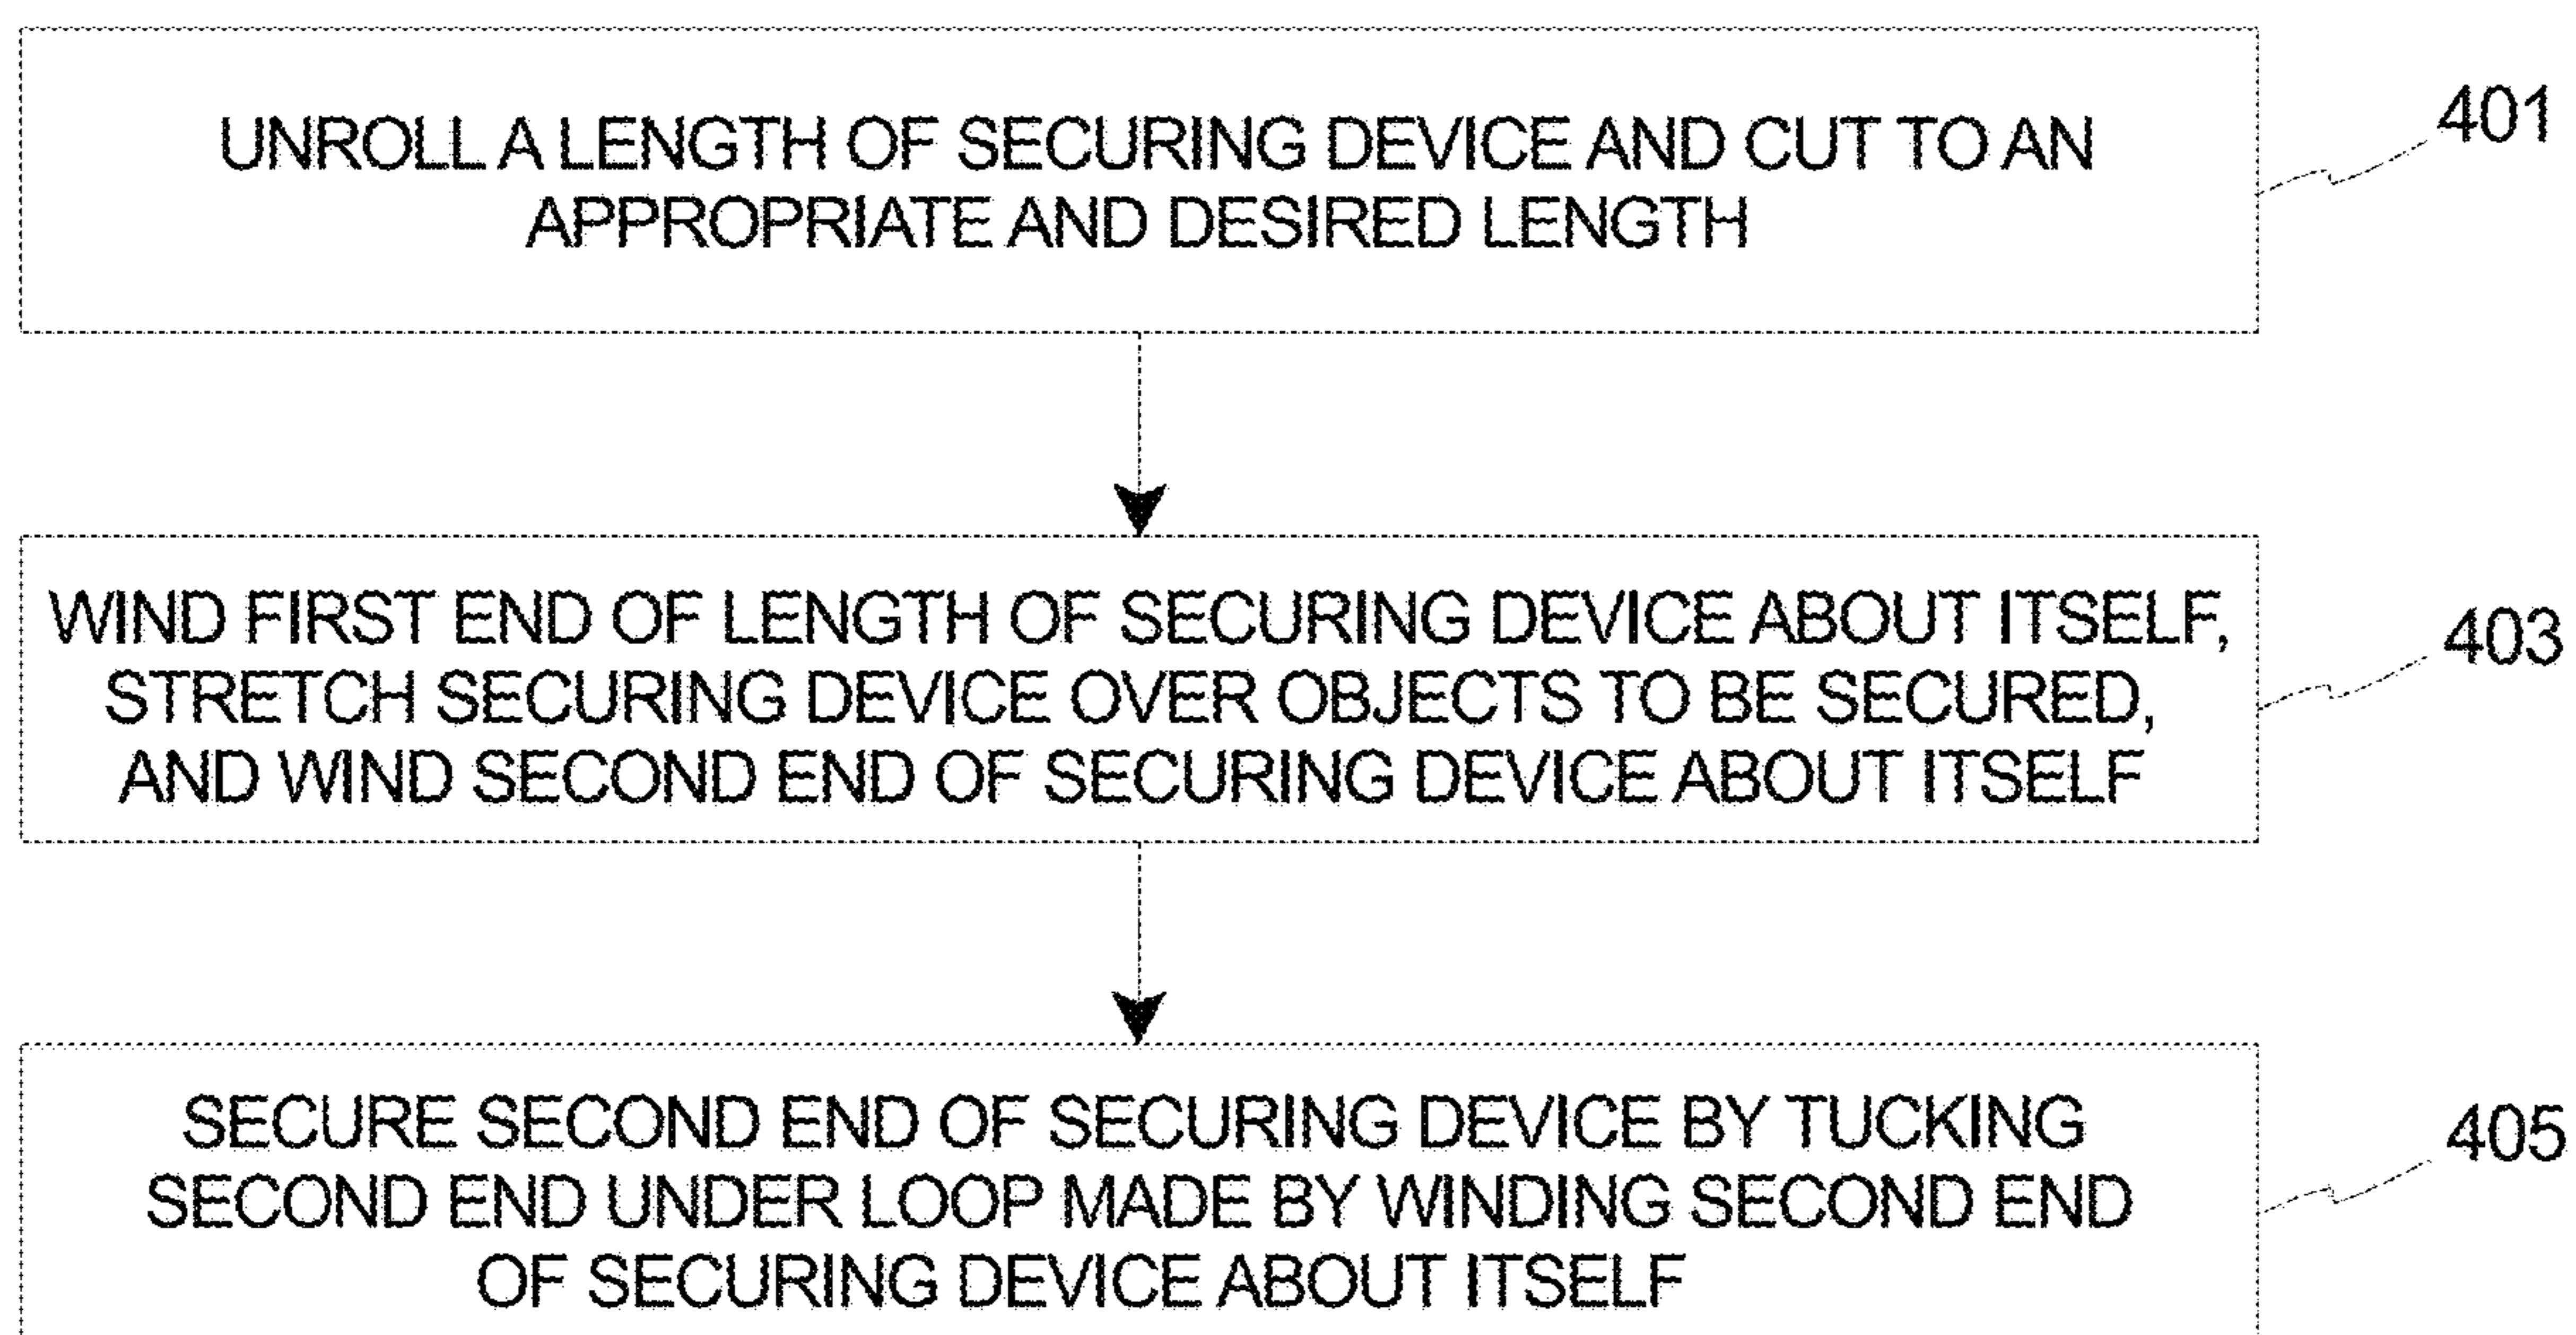 UNROLL A LENGTH OF SECURING DEVICE AND CUT TO AN
APPROPRIATE AND DESIRED LENGTH
401
WIND FIRST END OF LENGTH OF SECURING DEVICE ABOUT ITSELF,
STRETCH SECURING DEVICE OVER OBJECTS TO BE SECURED,
AND WIND SECOND END OF SECURING DEVICE ABOUT ITSELF
403
SECURE SECOND END OF SECURING DEVICE BY TUCKING
SECOND END UNDER LOOP MADE BY WINDING SECOND END
OF SECURING DEVICE ABOUT ITSELF
405